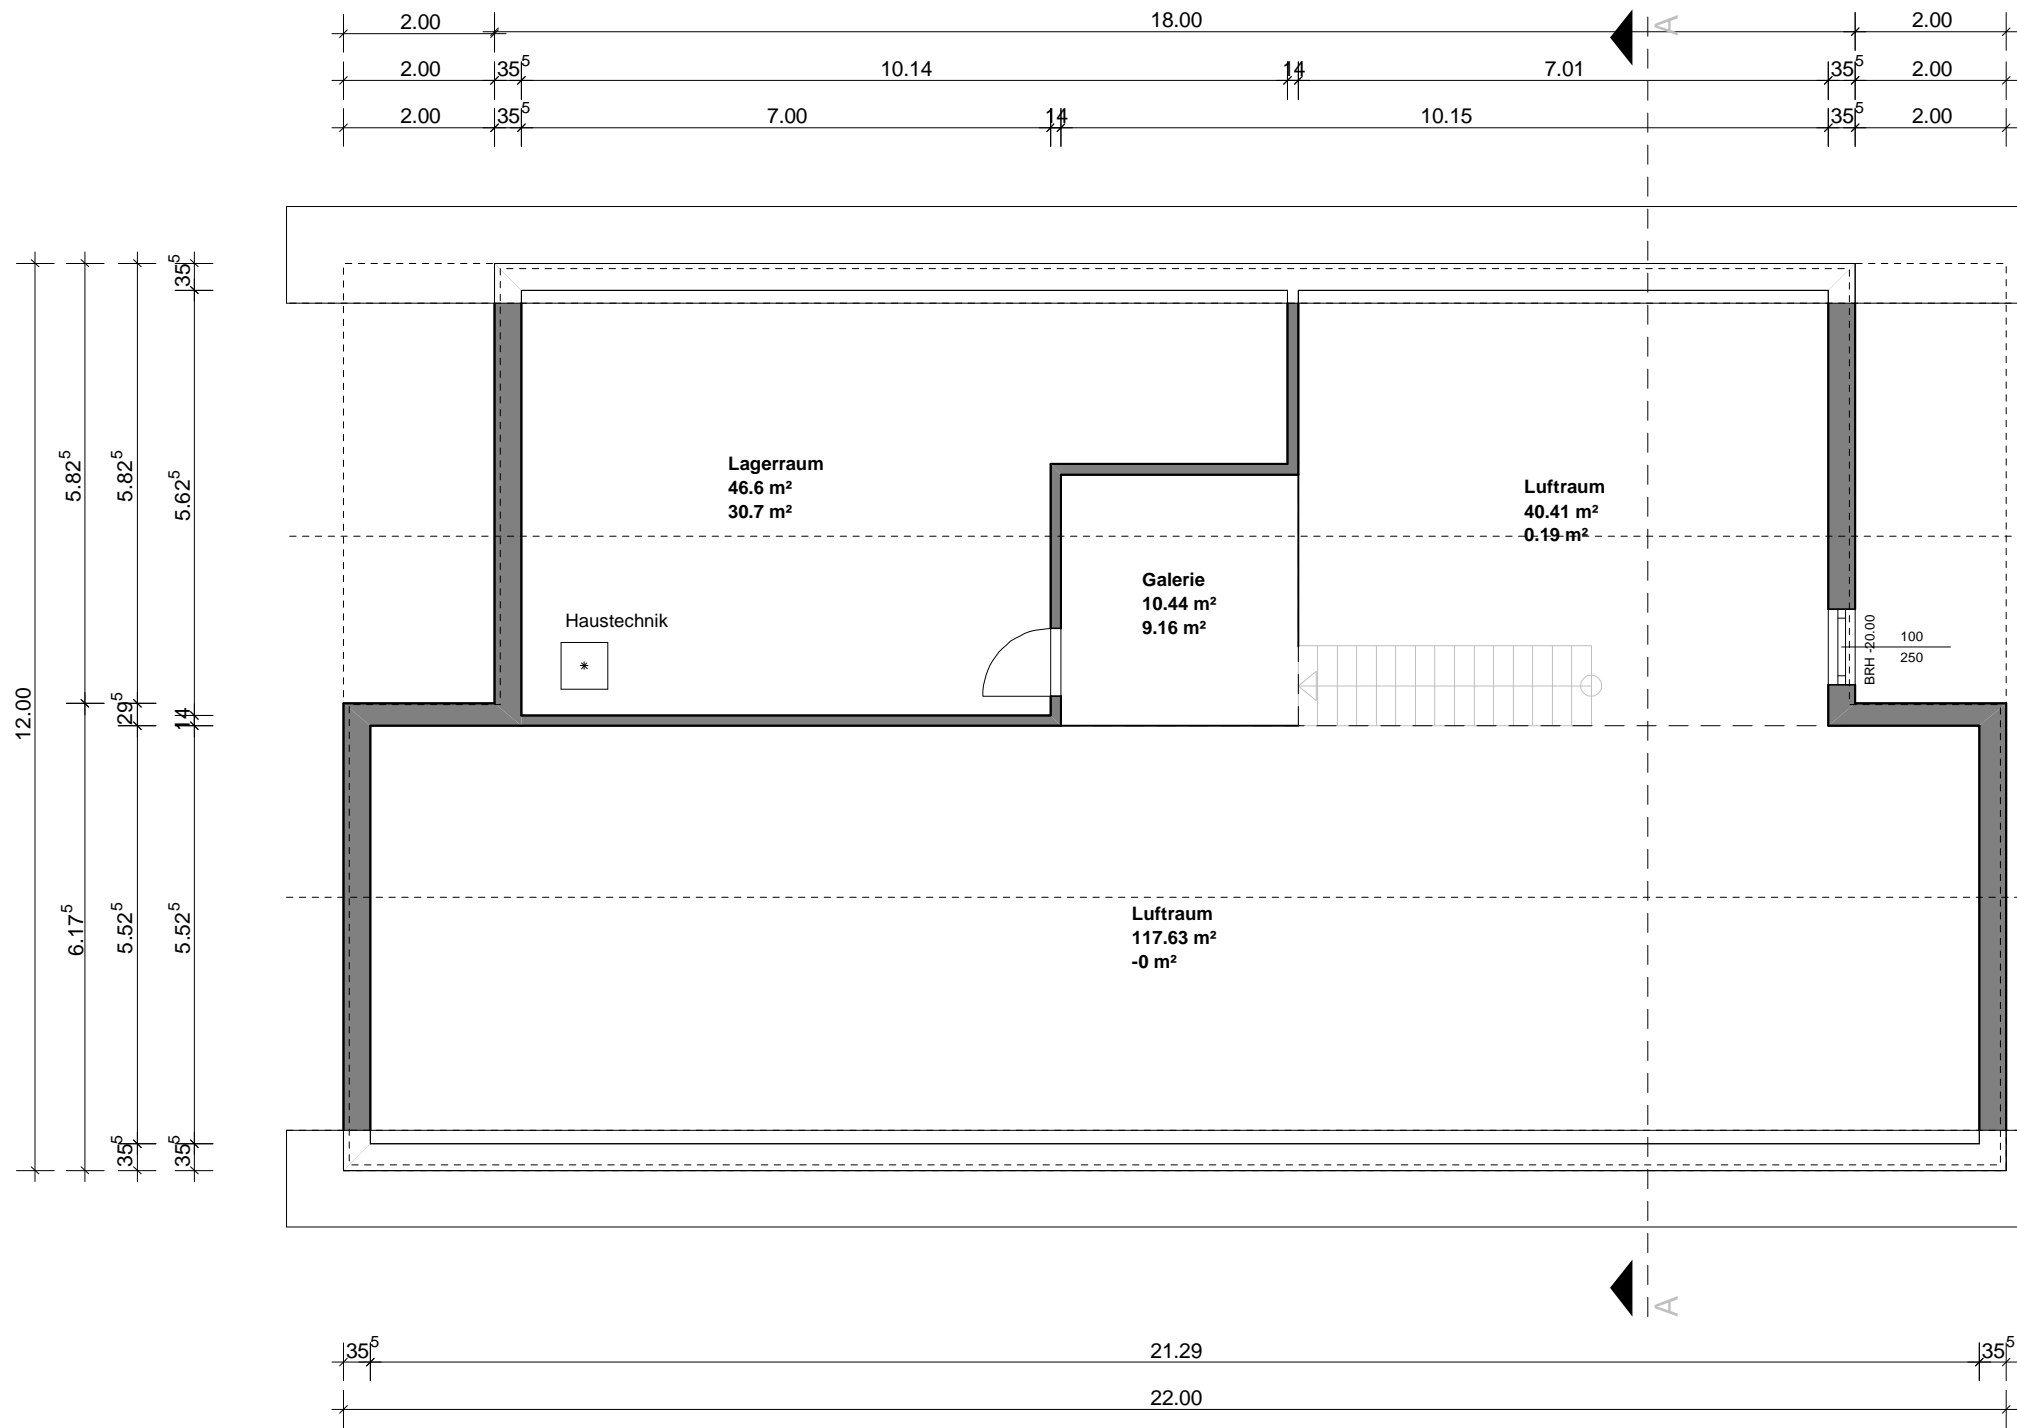 2.00 18.00 2.00
A
2.00 35⁵ 10.14 14 7.01 35⁵ 2.00
2.00 35⁵ 7.00 14 10.15 35⁵ 2.00
35⁵
12.00
5.82⁵
6.17⁵
5.82⁵
29⁵
5.52⁵
35⁵
5.62⁵
14
5.52⁵
35⁵
Lagerraum
46.6 m²
30.7 m²
Luftraum
40.41 m²
0.19 m²
Galerie
10.44 m²
9.16 m²
Haustechnik
BRH -20.00
100
250
Luftraum
117.63 m²
-0 m²
A
35⁵ 21.29 35⁵
22.00